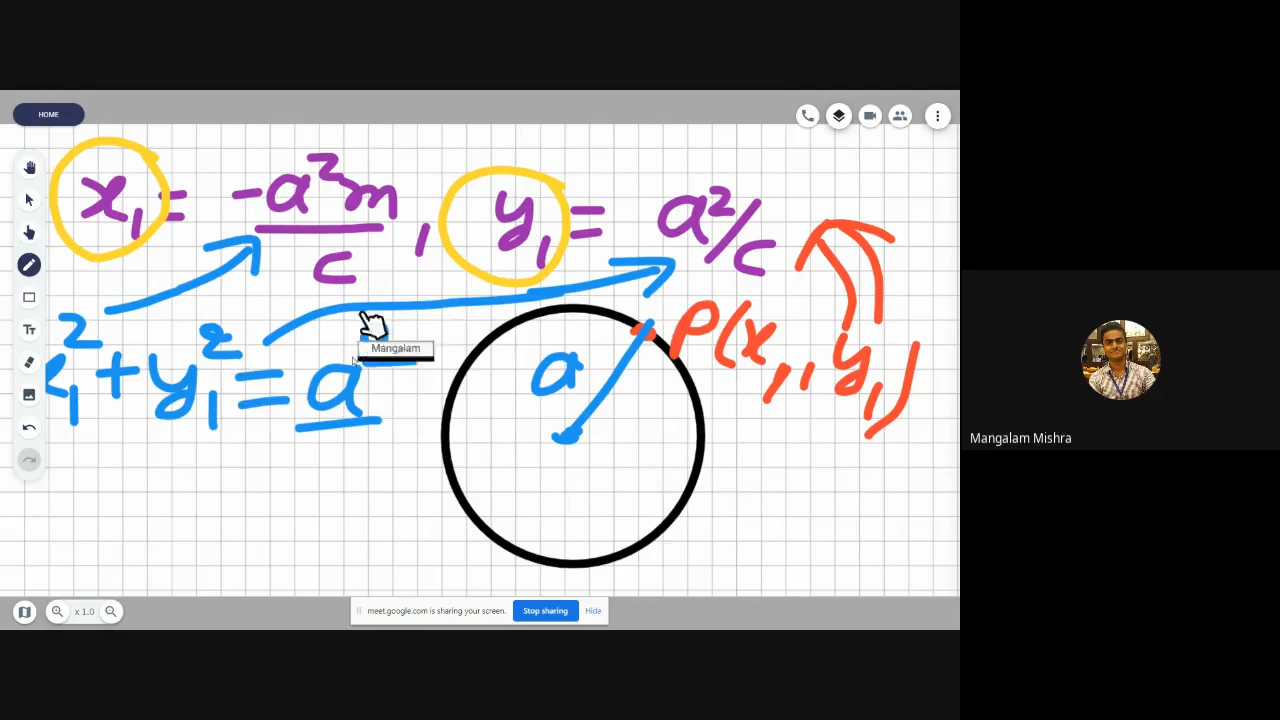 HOME
x₁ = -a²m/c , y₁ = a²/c
x₁² + y₁² = a²
a
P(x₁, y₁)
Mangalam
Tт
x 1.0
meet.google.com is sharing your screen.
Stop sharing
Hide
Mangalam Mishra